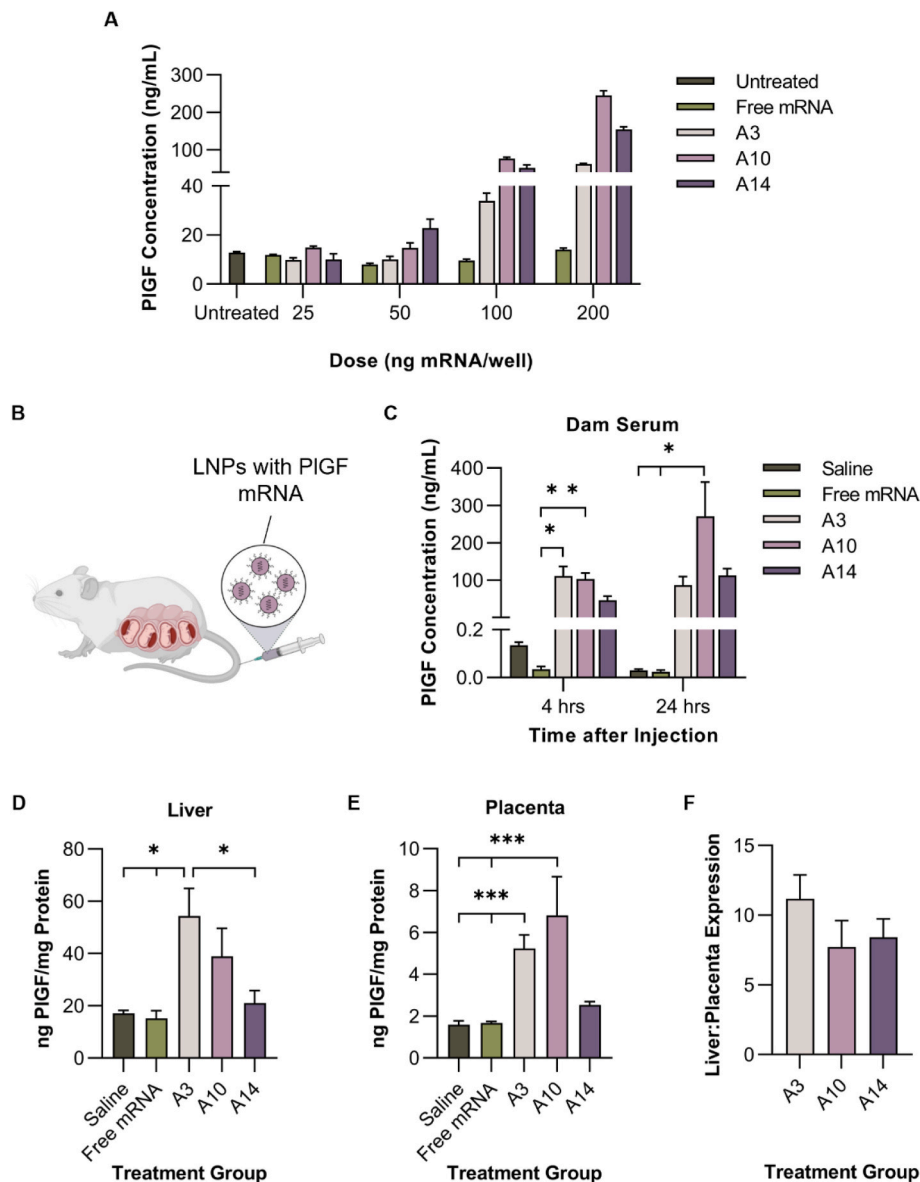 A
PlGF Concentration (ng/mL)
300
200
100
40
20
0
Untreated 25 50 100 200
Dose (ng mRNA/well)
Untreated
Free mRNA
A3
A10
A14
B
LNPs with PlGF
mRNA
C
Dam Serum
PlGF Concentration (ng/mL)
400
300
200
100
0.2
0.0
* *
*
*
4 hrs 24 hrs
Time after Injection
Saline
Free mRNA
A3
A10
A14
D
Liver
ng PlGF/mg Protein
80
60
40
20
0
* *
Saline
Free mRNA
A3
A10
A14
Treatment Group
E
Placenta
ng PlGF/mg Protein
10
8
6
4
2
0
***
***
Saline
Free mRNA
A3
A10
A14
Treatment Group
F
Liver:Placenta Expression
15
10
5
0
A3
A10
A14
Treatment Group